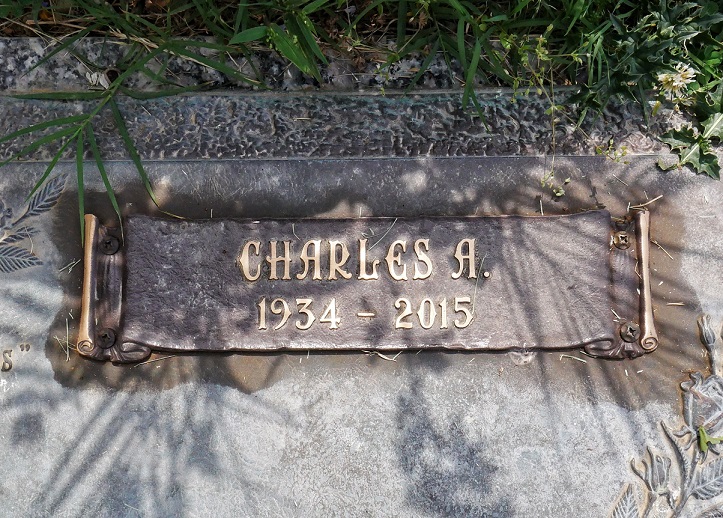 CHARLES A.
1934 - 2015
S"